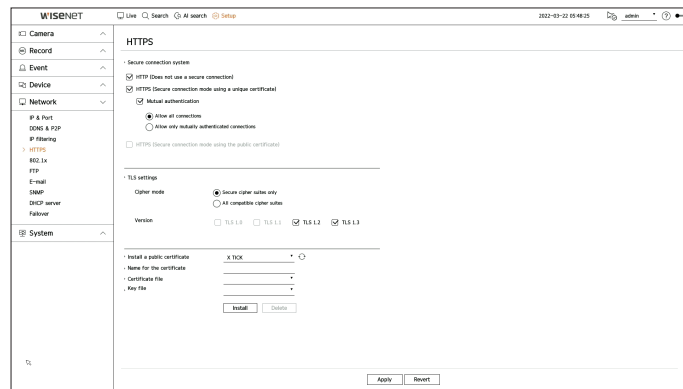 WISENET
Live Search AI search Setup
2022-03-22 05:48:25 admin ?
Camera
Record
Event
Device
Network
IP & Port
DDNS & P2P
IP filtering
> HTTPS
802.1x
FTP
E-mail
SNMP
DHCP server
Failover
System
HTTPS
Secure connection system
HTTP (Does not use a secure connection)
HTTPS (Secure connection mode using a unique certificate)
Mutual authentication
Allow all connections
Allow only mutually authenticated connections
HTTPS (Secure connection mode using the public certificate)
TLS settings
Cipher mode
Secure cipher suites only
All compatible cipher suites
Version
TLS 1.0 TLS 1.1 TLS 1.2 TLS 1.3
Install a public certificate X TICK
Name for the certificate
Certificate file
Key file
Install Delete
Apply Revert